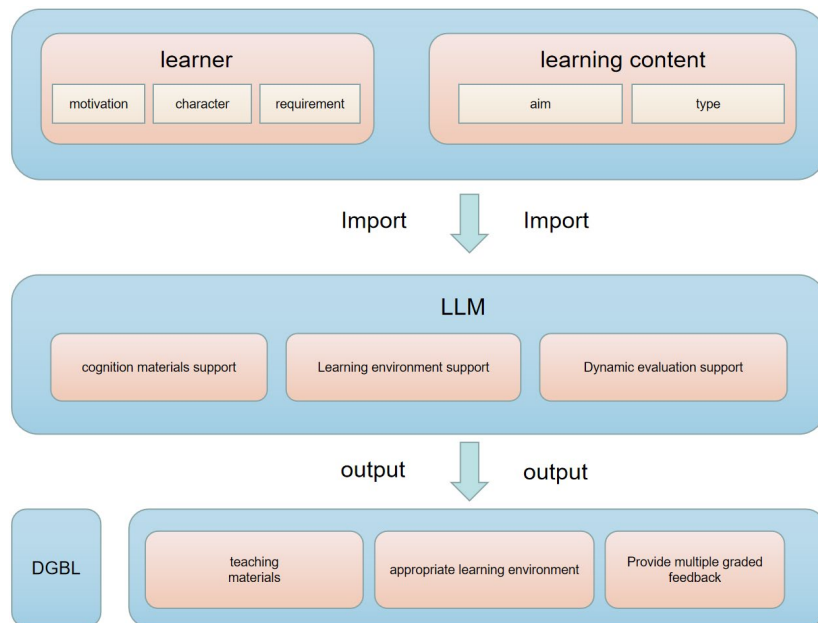 learner
learning content
motivation
character
requirement
aim
type
Import
Import
LLM
cognition materials support
Learning environment support
Dynamic evaluation support
output
output
DGBL
teaching
materials
appropriate learning environment
Provide multiple graded
feedback